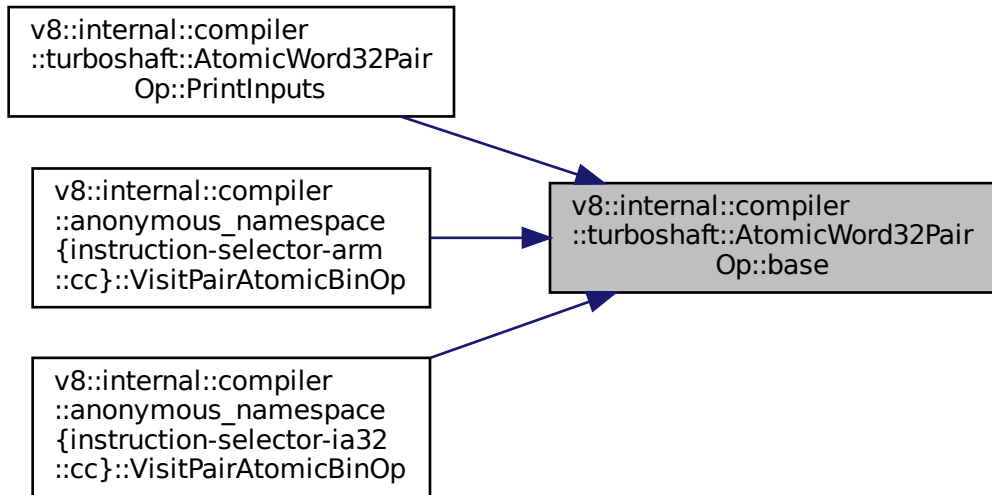 v8::internal::compiler
::turboshaft::AtomicWord32Pair
Op::PrintInputs
v8::internal::compiler
::anonymous_namespace
{instruction-selector-arm
::cc}::VisitPairAtomicBinOp
v8::internal::compiler
::anonymous_namespace
{instruction-selector-ia32
::cc}::VisitPairAtomicBinOp
v8::internal::compiler
::turboshaft::AtomicWord32Pair
Op::base